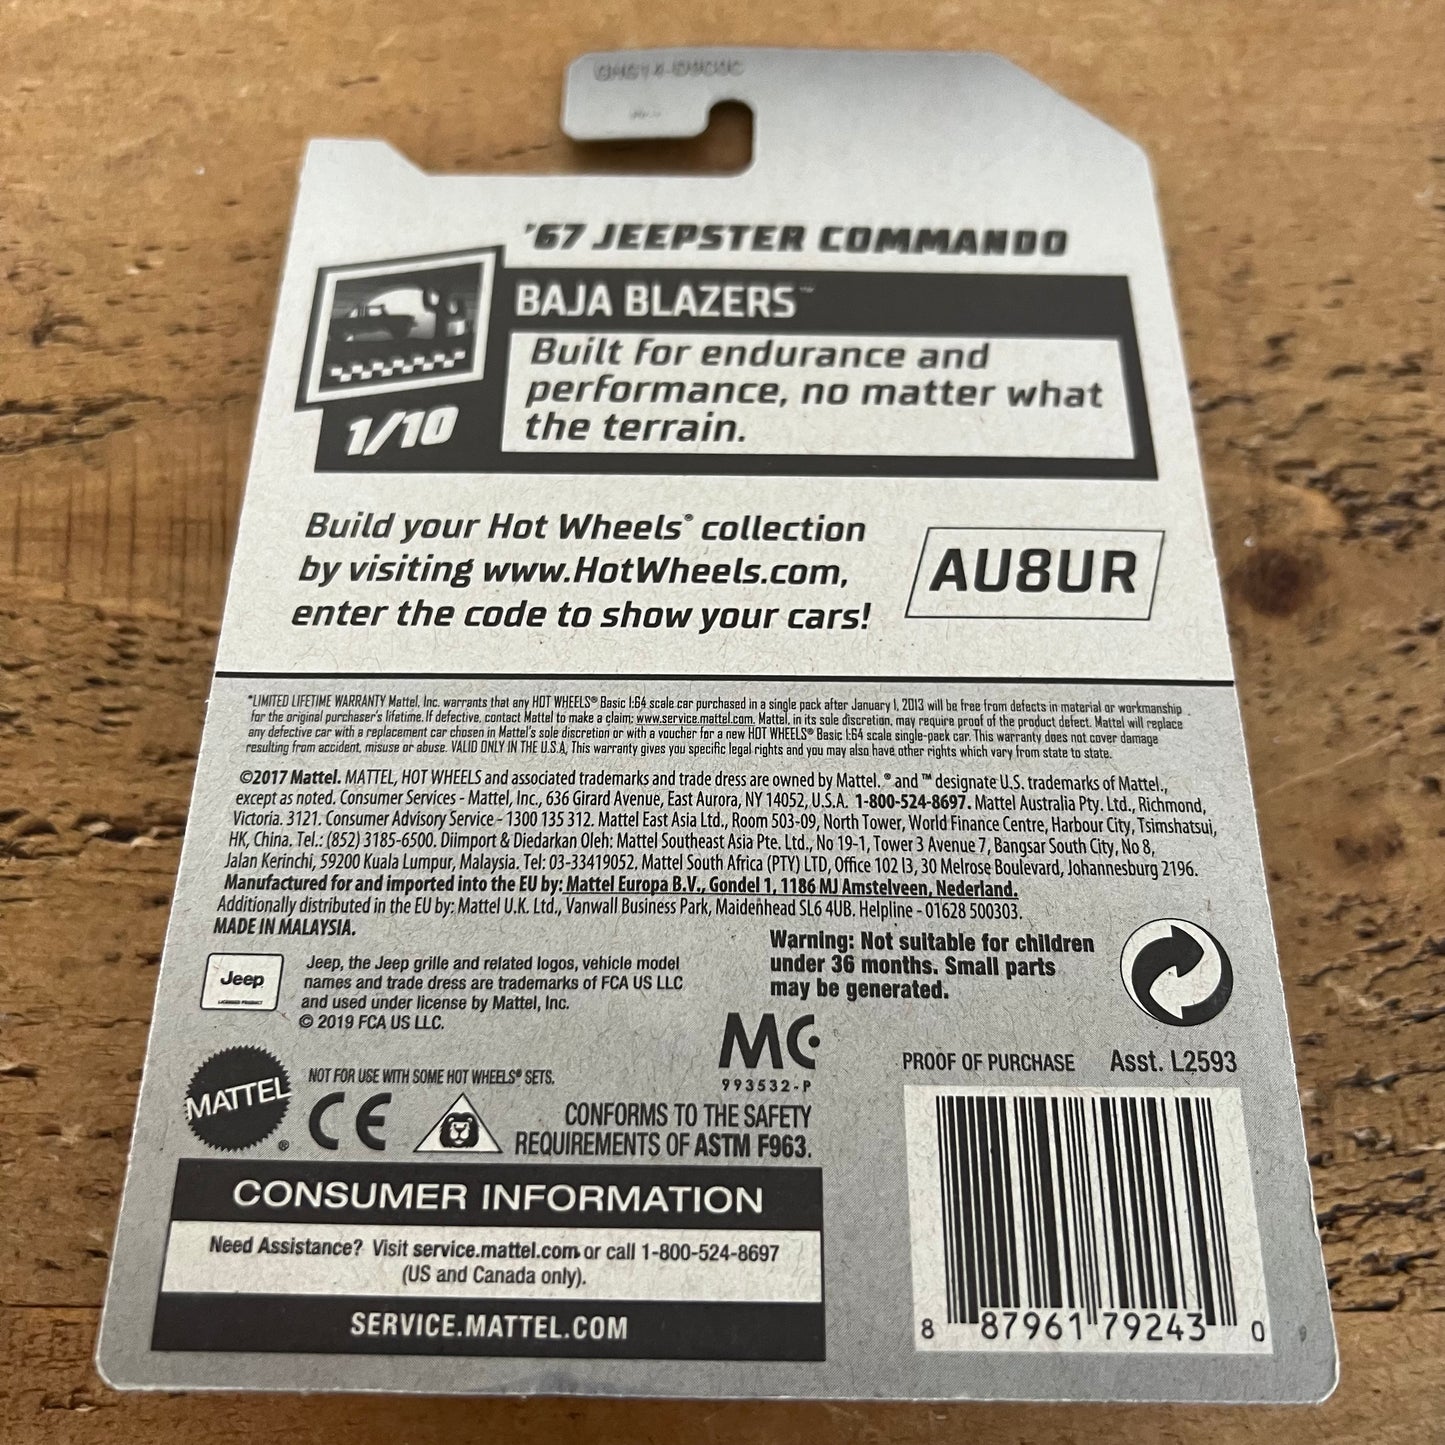 '67 JEEPSTER COMMANDO
BAJA BLAZERS™
Built for endurance and
performance, no matter what
the terrain.
1/10
Build your Hot Wheels® collection
by visiting www.HotWheels.com,
enter the code to show your cars!
AU8UR
*LIMITED LIFETIME WARRANTY Mattel, Inc. warrants that any HOT WHEELS® Basic 1:64 scale car purchased in a single pack after January 1, 2013 will be free from defects in material or workmanship
for the original purchaser's lifetime. If defective, contact Mattel to make a claim: www.service.mattel.com. Mattel, in its sole discretion, may require proof of the product defect. Mattel will replace
any defective car with a replacement car chosen in Mattel's sole discretion or with a voucher for a new HOT WHEELS® Basic 1:64 scale single-pack car. This warranty does not cover damage
resulting from accident, misuse or abuse. VALID ONLY IN THE U.S.A. This warranty gives you specific legal rights and you may also have other rights which vary from state to state.
©2017 Mattel. MATTEL, HOT WHEELS and associated trademarks and trade dress are owned by Mattel. ® and ™ designate U.S. trademarks of Mattel,
except as noted. Consumer Services - Mattel, Inc., 636 Girard Avenue, East Aurora, NY 14052, U.S.A. 1-800-524-8697. Mattel Australia Pty. Ltd., Richmond,
Victoria. 3121. Consumer Advisory Service - 1300 135 312. Mattel East Asia Ltd., Room 503-09, North Tower, World Finance Centre, Harbour City, Tsimshatsui,
HK, China. Tel.: (852) 3185-6500. Diimport & Diedarkan Oleh: Mattel Southeast Asia Pte. Ltd., No 19-1, Tower 3 Avenue 7, Bangsar South City, No 8,
Jalan Kerinchi, 59200 Kuala Lumpur, Malaysia. Tel: 03-33419052. Mattel South Africa (PTY) LTD, Office 102 I3, 30 Melrose Boulevard, Johannesburg 2196.
Manufactured for and imported into the EU by: Mattel Europa B.V., Gondel 1, 1186 MJ Amstelveen, Nederland.
Additionally distributed in the EU by: Mattel U.K. Ltd., Vanwall Business Park, Maidenhead SL6 4UB. Helpline - 01628 500303.
MADE IN MALAYSIA.
Warning: Not suitable for children
under 36 months. Small parts
may be generated.
Jeep
LICENSED PRODUCT
Jeep, the Jeep grille and related logos, vehicle model
names and trade dress are trademarks of FCA US LLC
and used under license by Mattel, Inc.
© 2019 FCA US LLC.
MC
993532-P
PROOF OF PURCHASE Asst. L2593
MATTEL®
NOT FOR USE WITH SOME HOT WHEELS® SETS.
CE
CONFORMS TO THE SAFETY
REQUIREMENTS OF ASTM F963.
CONSUMER INFORMATION
Need Assistance? Visit service.mattel.com or call 1-800-524-8697
(US and Canada only).
SERVICE.MATTEL.COM
8 87961 79243 0